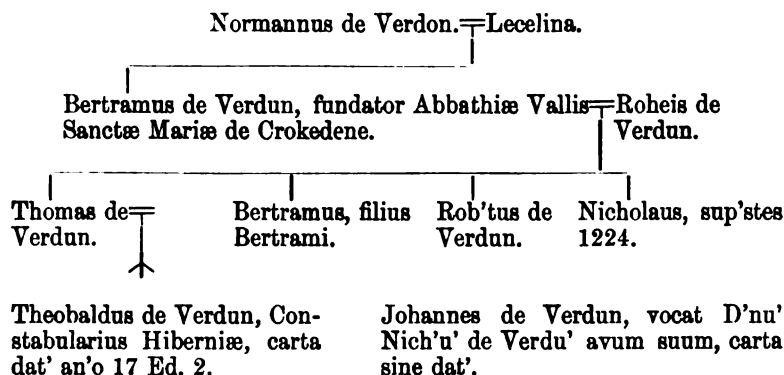 Normannus de Verdon. Lecelina.
Bertramus de Verdun, fundator Abbathiæ Vallis
Sanctæ Mariæ de Crokedene.
Roheis de
Verdun.
Thomas de
Verdun.
Bertramus, filius
Bertrami.
Rob'tus de
Verdun.
Nicholaus, sup'stes
1224.
Theobaldus de Verdun, Con-
stabularius Hiberniæ, carta
dat' an'o 17 Ed. 2.
Johannes de Verdun, vocat D'nu'
Nich'u' de Verdu' avum suum, carta
sine dat'.